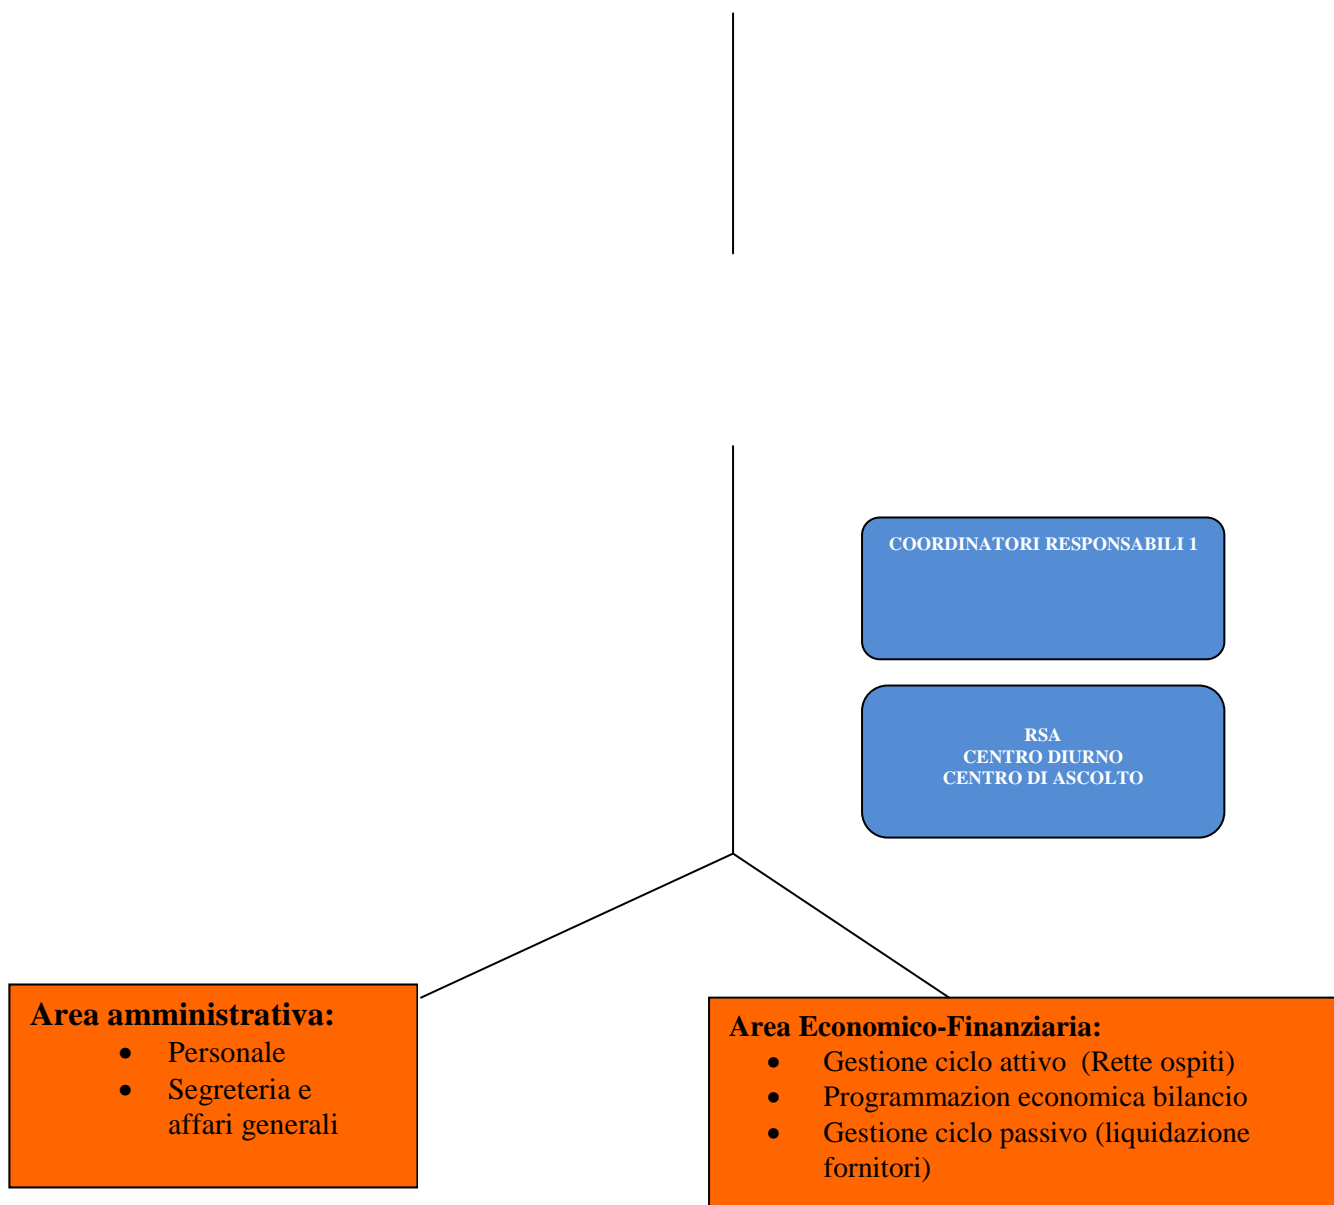 COORDINATORI RESPONSABILI 1
RSA
CENTRO DIURNO
CENTRO DI ASCOLTO
Area amministrativa:
• Personale
• Segreteria e
affari generali
Area Economico-Finanziaria:
• Gestione ciclo attivo (Rette ospiti)
• Programmazion economica bilancio
• Gestione ciclo passivo (liquidazione
fornitori)